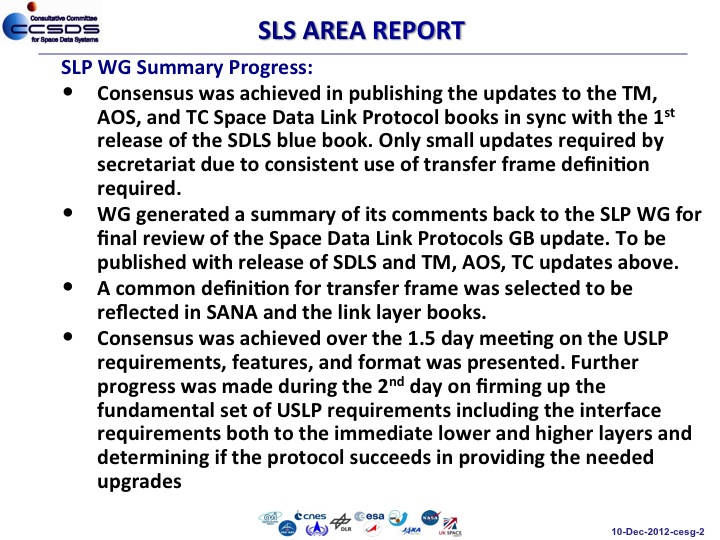 Consultative Committee
CCSDS
for Space Data Systems
SLS AREA REPORT
SLP WG Summary Progress:
• Consensus was achieved in publishing the updates to the TM,
AOS, and TC Space Data Link Protocol books in sync with the 1st
release of the SDLS blue book. Only small updates required by
secretariat due to consistent use of transfer frame definition
required.
• WG generated a summary of its comments back to the SLP WG for
final review of the Space Data Link Protocols GB update. To be
published with release of SDLS and TM, AOS, TC updates above.
• A common definition for transfer frame was selected to be
reflected in SANA and the link layer books.
• Consensus was achieved over the 1.5 day meeting on the USLP
requirements, features, and format was presented. Further
progress was made during the 2nd day on firming up the
fundamental set of USLP requirements including the interface
requirements both to the immediate lower and higher layers and
determining if the protocol succeeds in providing the needed
upgrades
cnes
DLR
esa
NASA
UK SPACE
10-Dec-2012-cesg-2